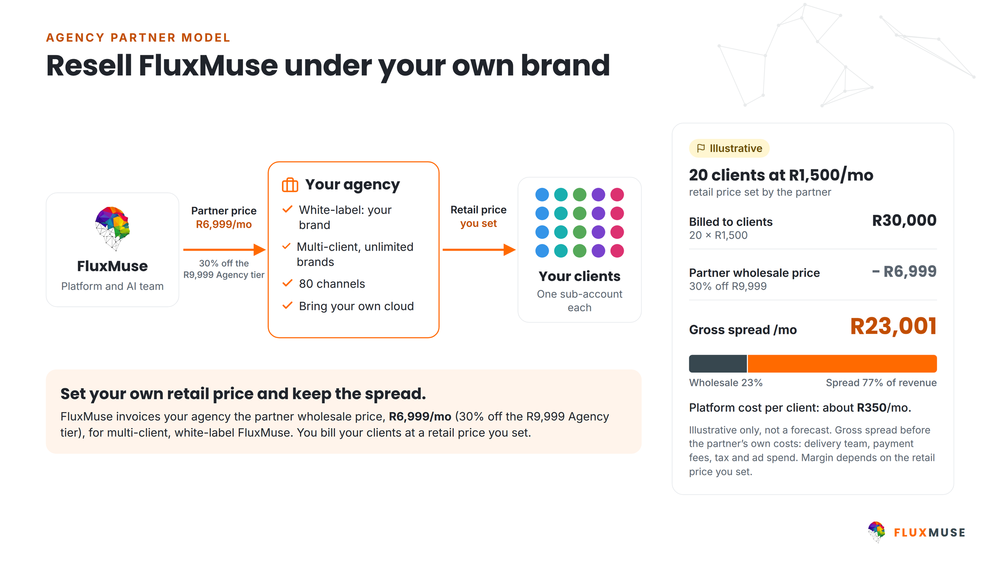 AGENCY PARTNER MODEL
Resell FluxMuse under your own brand
FluxMuse
Platform and AI team
Partner price
R6,999/mo
30% off the
R9,999 Agency tier
Your agency
White-label: your
brand
Multi-client, unlimited
brands
80 channels
Bring your own cloud
Retail price
you set
Your clients
One sub-account
each
Set your own retail price and keep the spread.
FluxMuse invoices your agency the partner wholesale price, R6,999/mo (30% off the R9,999 Agency
tier), for multi-client, white-label FluxMuse. You bill your clients at a retail price you set.
Illustrative
20 clients at R1,500/mo
retail price set by the partner
Billed to clients R30,000
20 × R1,500
Partner wholesale price − R6,999
30% off R9,999
Gross spread /mo R23,001
Wholesale 23% Spread 77% of revenue
Platform cost per client: about R350/mo.
Illustrative only, not a forecast. Gross spread before
the partner’s own costs: delivery team, payment
fees, tax and ad spend. Margin depends on the retail
price you set.
FLUXMUSE